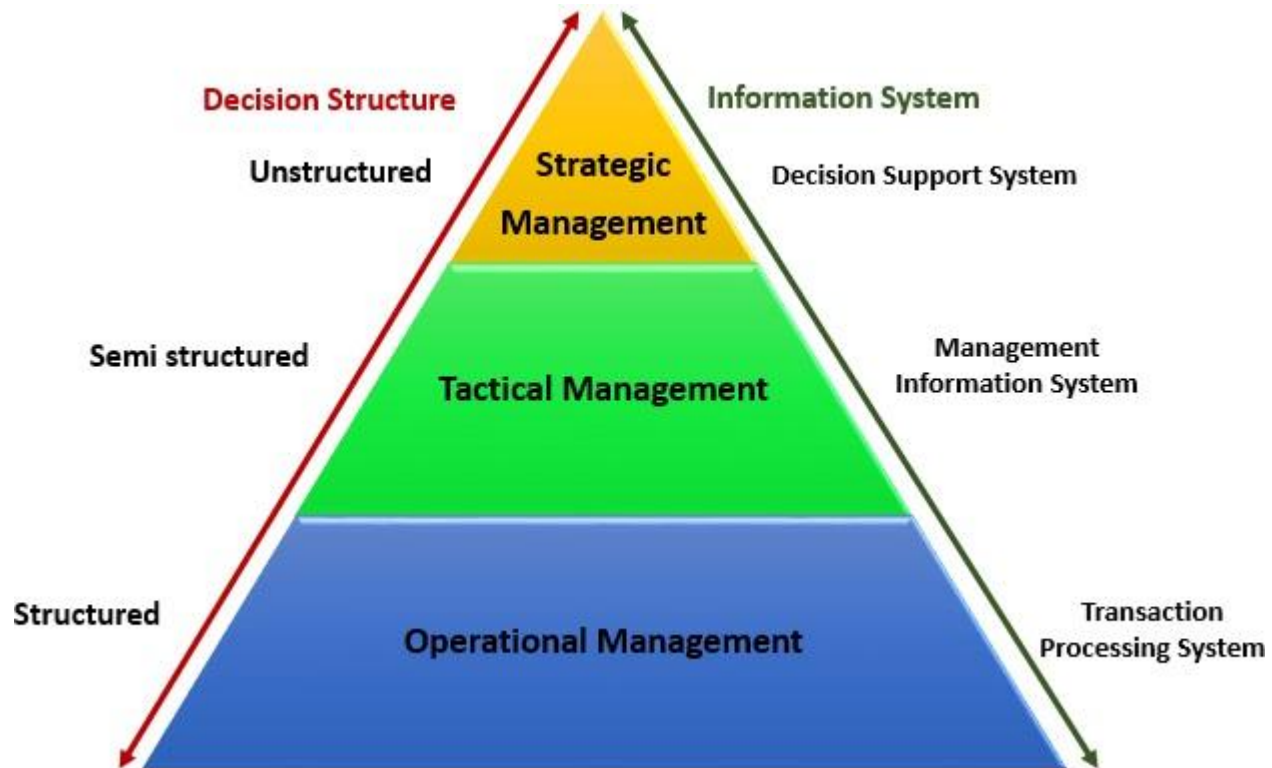 Decision Structure
Information System
Unstructured
Strategic
Management
Decision Support System
Semi structured
Tactical Management
Management
Information System
Structured
Operational Management
Transaction
Processing System